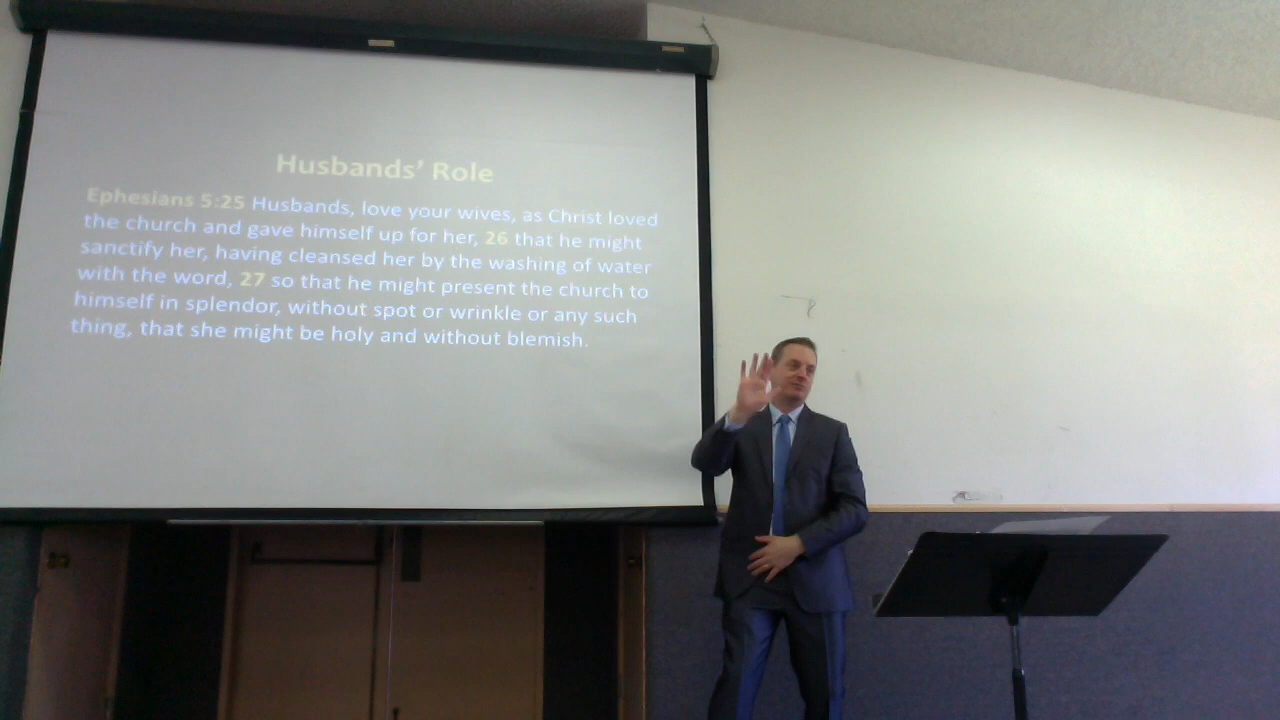 Husbands' Role
Ephesians 5:25 Husbands, love your wives, as Christ loved
the church and gave himself up for her, 26 that he might
sanctify her, having cleansed her by the washing of water
with the word, 27 so that he might present the church to
himself in splendor, without spot or wrinkle or any such
thing, that she might be holy and without blemish.